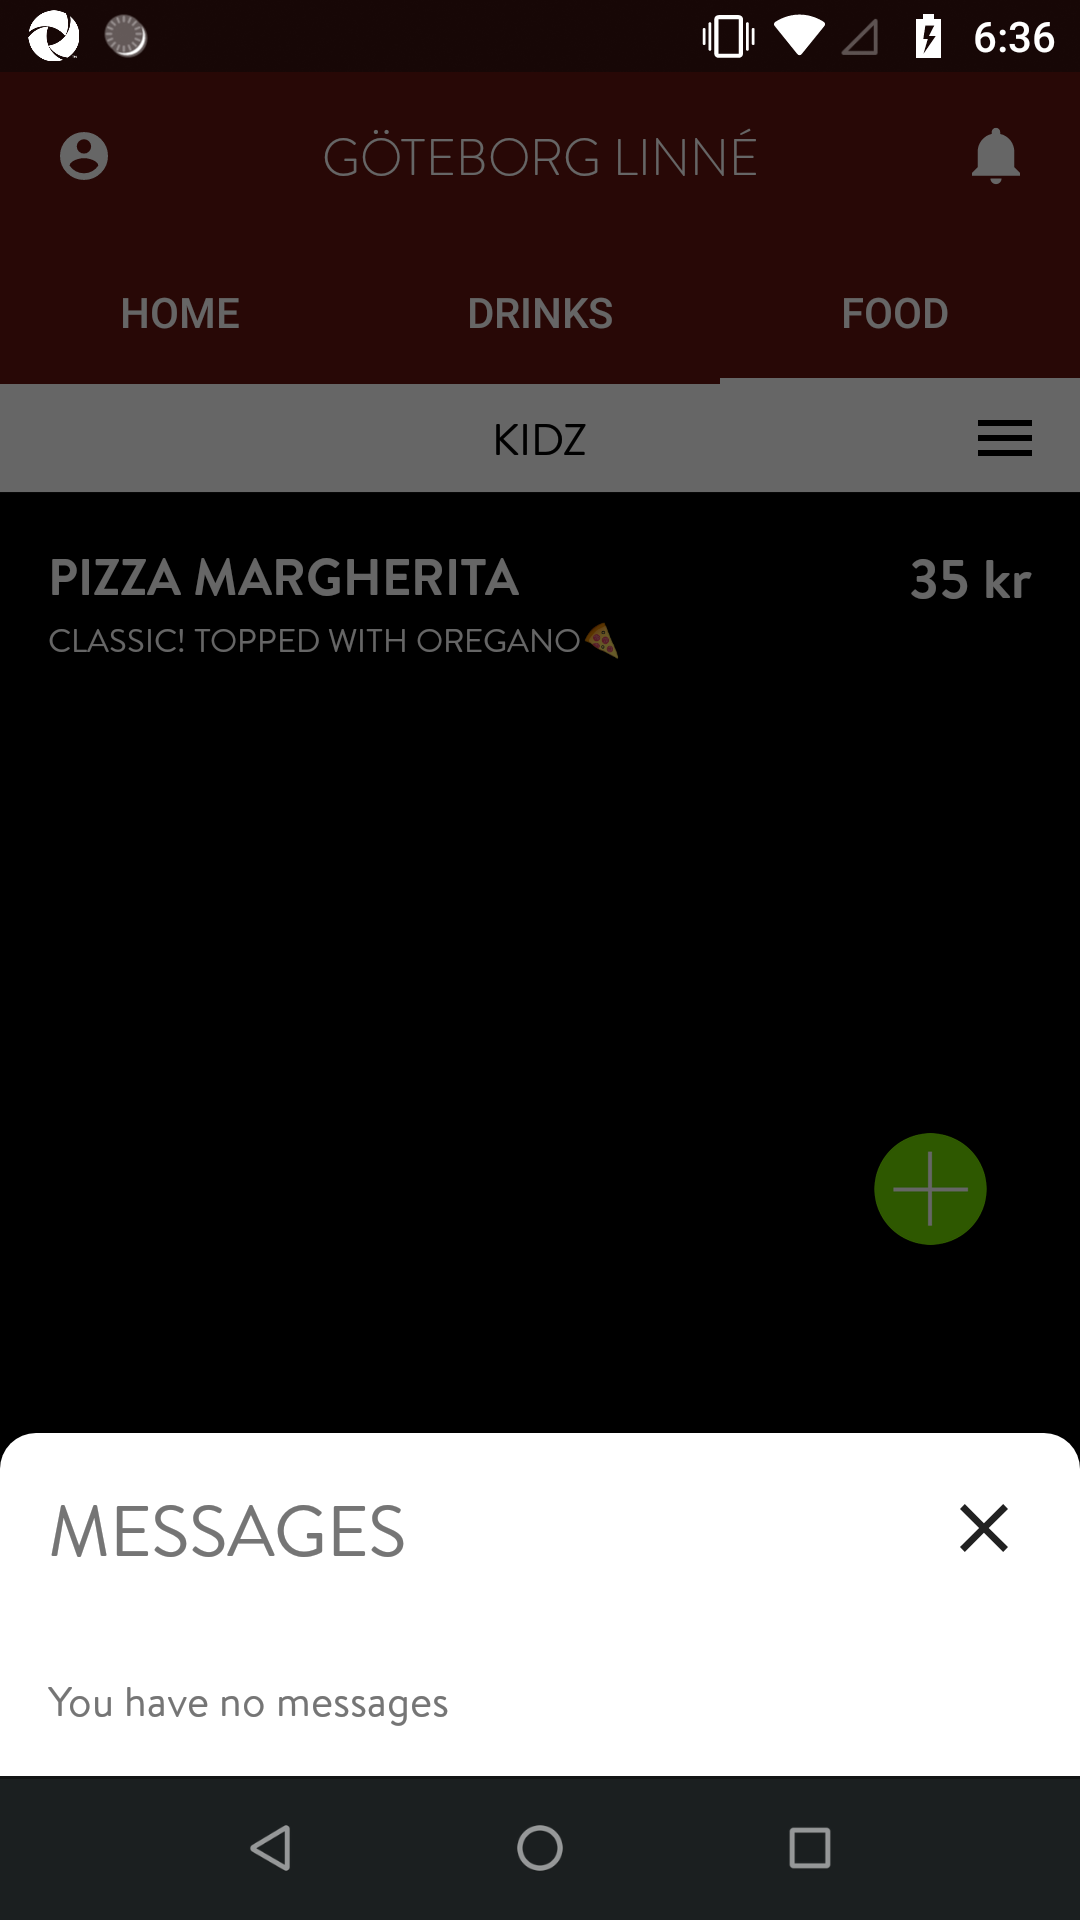 6:36
GÖTEBORG LINNÉ
HOME DRINKS FOOD
KIDZ
PIZZA MARGHERITA 35 kr
CLASSIC! TOPPED WITH OREGANO🍕
MESSAGES
You have no messages